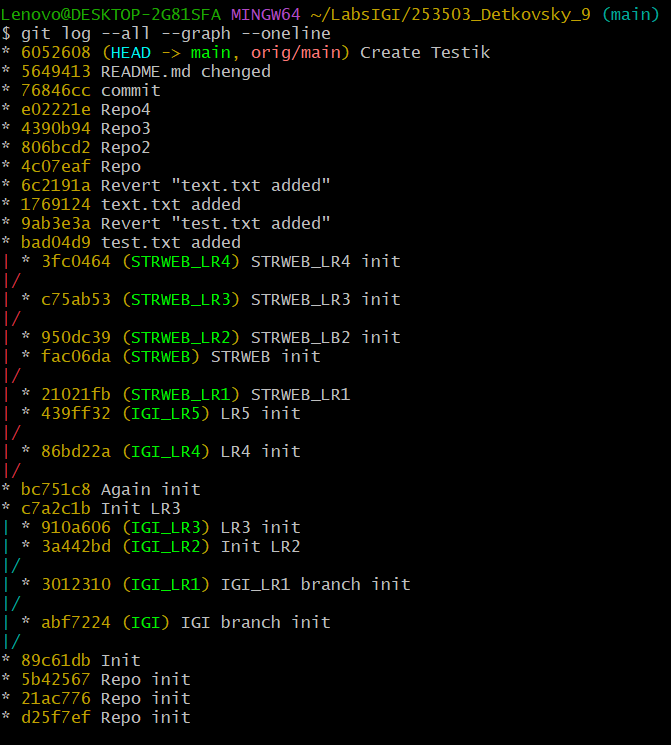 Lenovo@DESKTOP-2G81SFA MINGW64 ~/LabsIGI/253503_Detkovsky_9 (main)
$ git log --all --graph --oneline
* 6052608 (HEAD -> main, orig/main) Create Testik
* 5649413 README.md chenged
* 76846cc commit
* e02221e Repo4
* 4390b94 Repo3
* 806bcd2 Repo2
* 4c07eaf Repo
* 6c2191a Revert "text.txt added"
* 1769124 text.txt added
* 9ab3e3a Revert "test.txt added"
* bad04d9 test.txt added
| * 3fc0464 (STRWEB_LR4) STRWEB_LR4 init
|/
| * c75ab53 (STRWEB_LR3) STRWEB_LR3 init
|/
| * 950dc39 (STRWEB_LR2) STRWEB_LB2 init
| * fac06da (STRWEB) STRWEB init
|/
| * 21021fb (STRWEB_LR1) STRWEB_LR1
| * 439ff32 (IGI_LR5) LR5 init
|/
| * 86bd22a (IGI_LR4) LR4 init
|/
* bc751c8 Again init
* c7a2c1b Init LR3
| * 910a606 (IGI_LR3) LR3 init
| * 3a442bd (IGI_LR2) Init LR2
|/
| * 3012310 (IGI_LR1) IGI_LR1 branch init
|/
| * abf7224 (IGI) IGI branch init
|/
* 89c61db Init
* 5b42567 Repo init
* 21ac776 Repo init
* d25f7ef Repo init